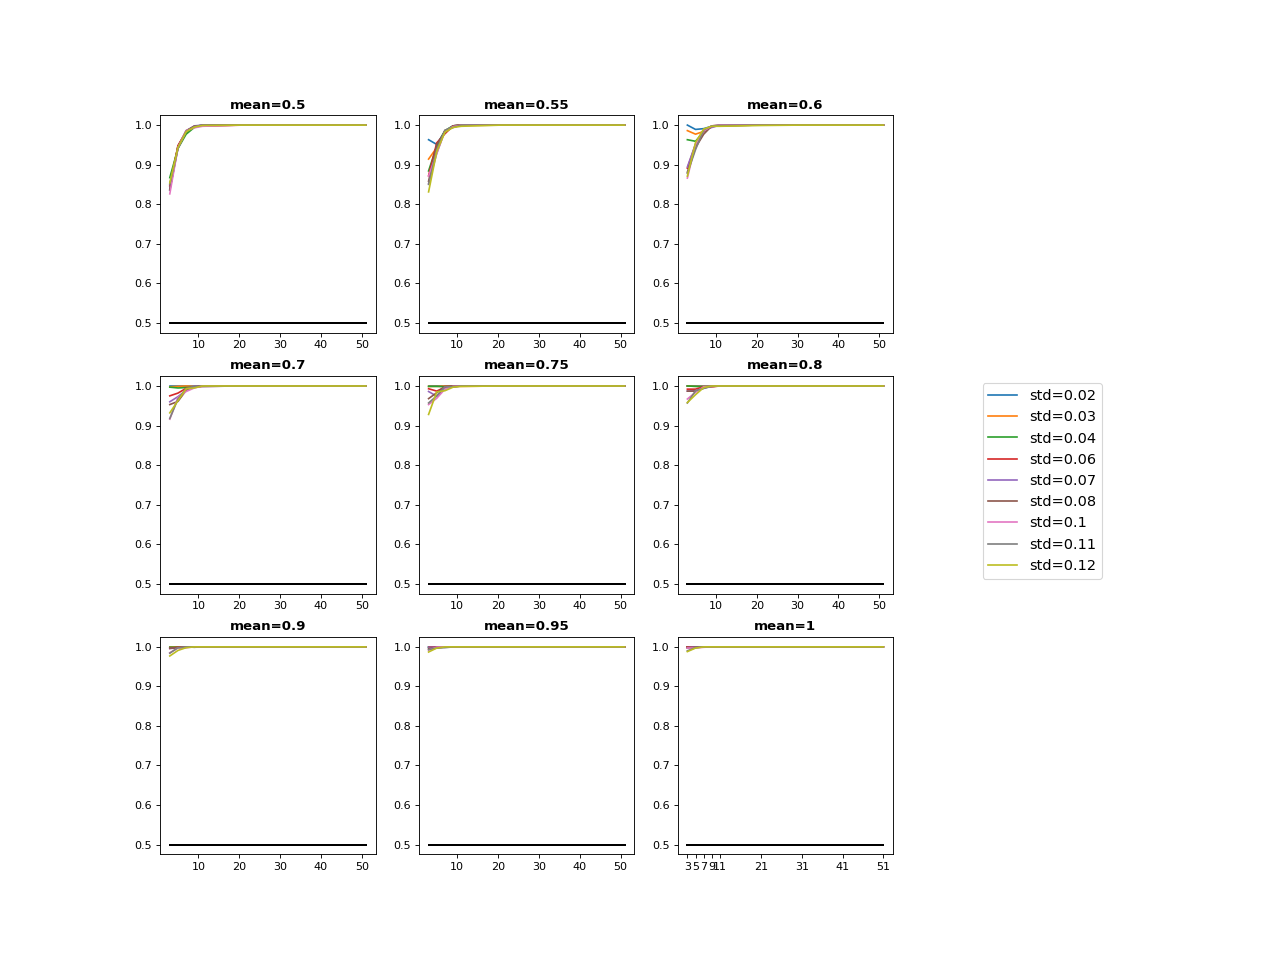 mean=0.5 mean=0.55 mean=0.6
1.0 1.0 1.0
0.9 0.9 0.9
0.8 0.8 0.8
0.7 0.7 0.7
0.6 0.6 0.6
0.5 0.5 0.5
10 20 30 40 50 10 20 30 40 50 10 20 30 40 50
mean=0.7 mean=0.75 mean=0.8
1.0 1.0 1.0
0.9 0.9 0.9
0.8 0.8 0.8
0.7 0.7 0.7
0.6 0.6 0.6
0.5 0.5 0.5
10 20 30 40 50 10 20 30 40 50 10 20 30 40 50
mean=0.9 mean=0.95 mean=1
1.0 1.0 1.0
0.9 0.9 0.9
0.8 0.8 0.8
0.7 0.7 0.7
0.6 0.6 0.6
0.5 0.5 0.5
10 20 30 40 50 10 20 30 40 50 3 5 7 9 11 21 31 41 51
std=0.02
std=0.03
std=0.04
std=0.06
std=0.07
std=0.08
std=0.1
std=0.11
std=0.12